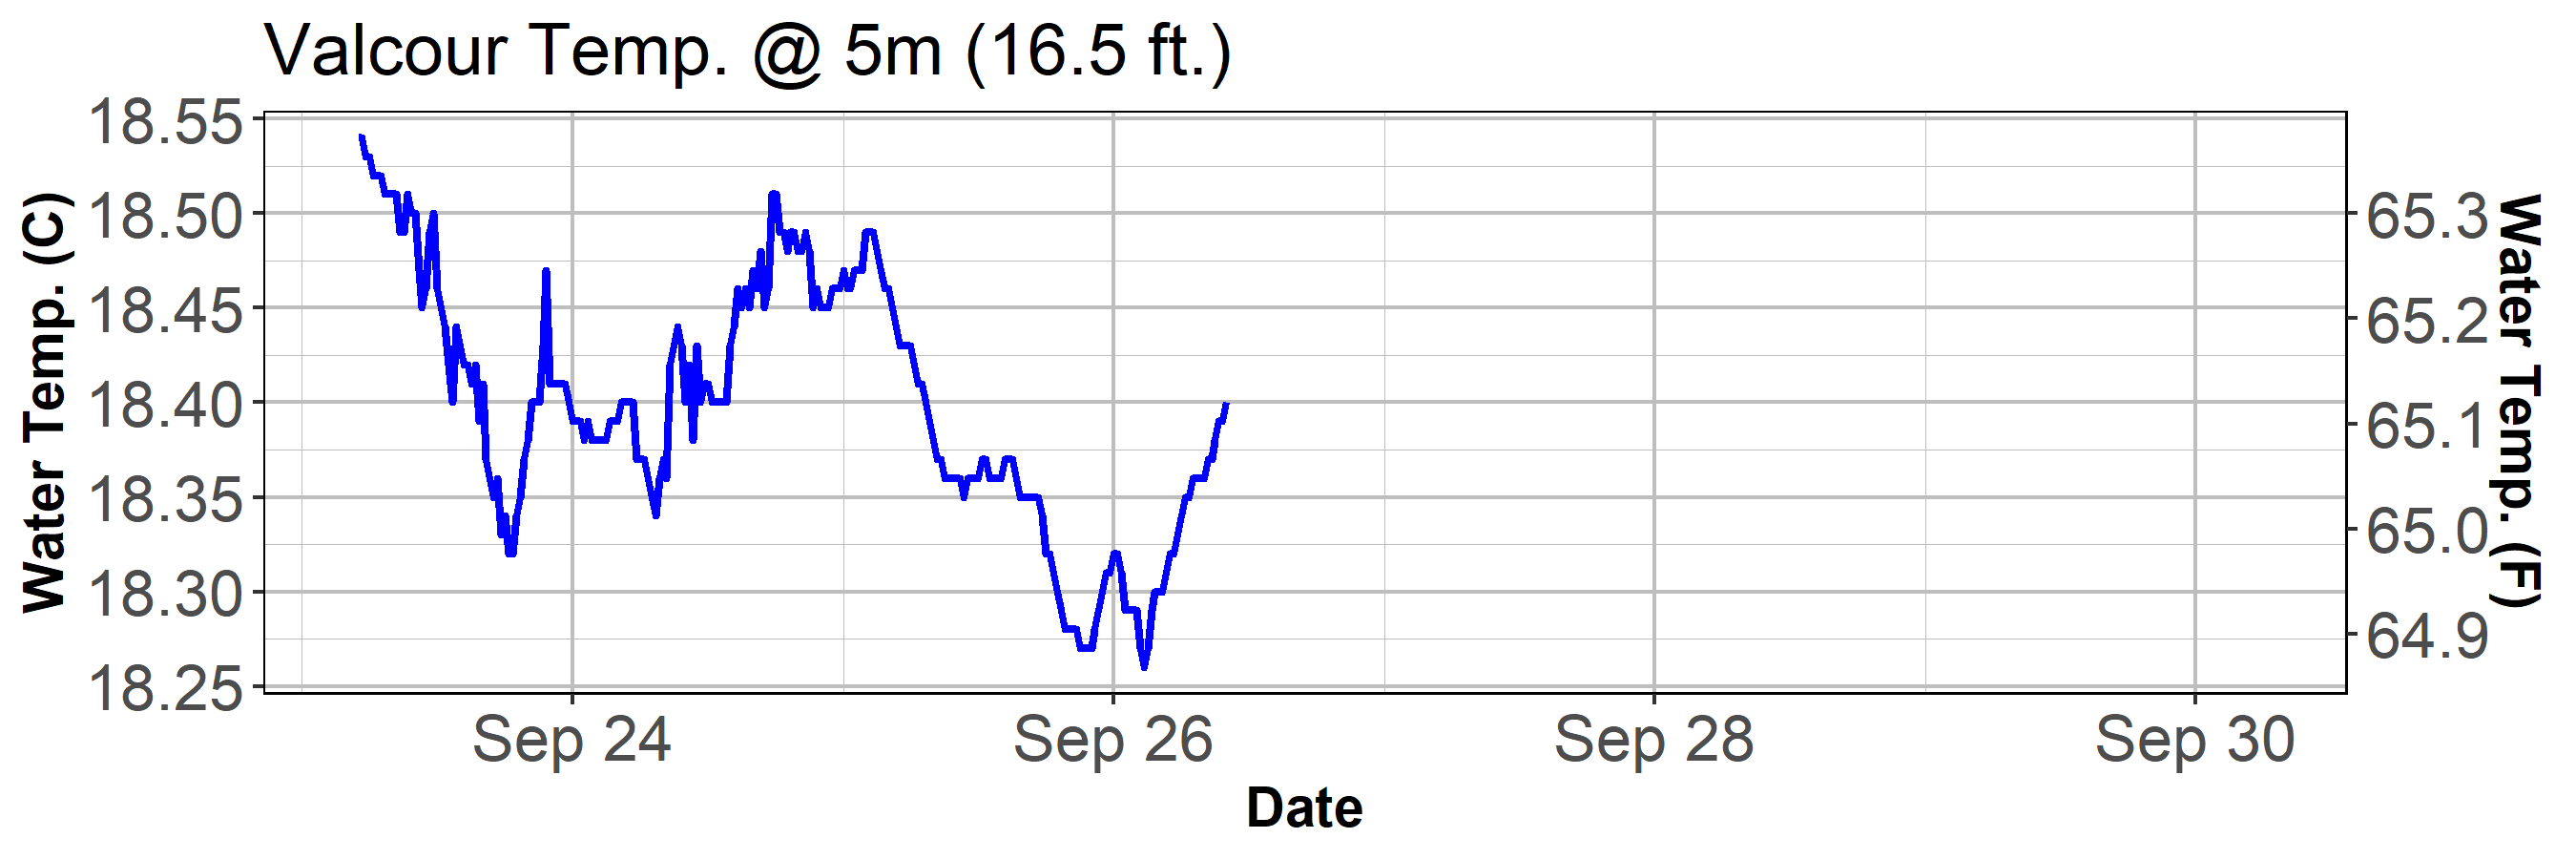 Valcour Temp. @ 5m (16.5 ft.)
Water Temp. (C)
18.55
18.50
18.45
18.40
18.35
18.30
18.25
65.3
65.2
65.1
65.0
64.9
Water Temp. (F)
Sep 24
Sep 26
Sep 28
Sep 30
Date